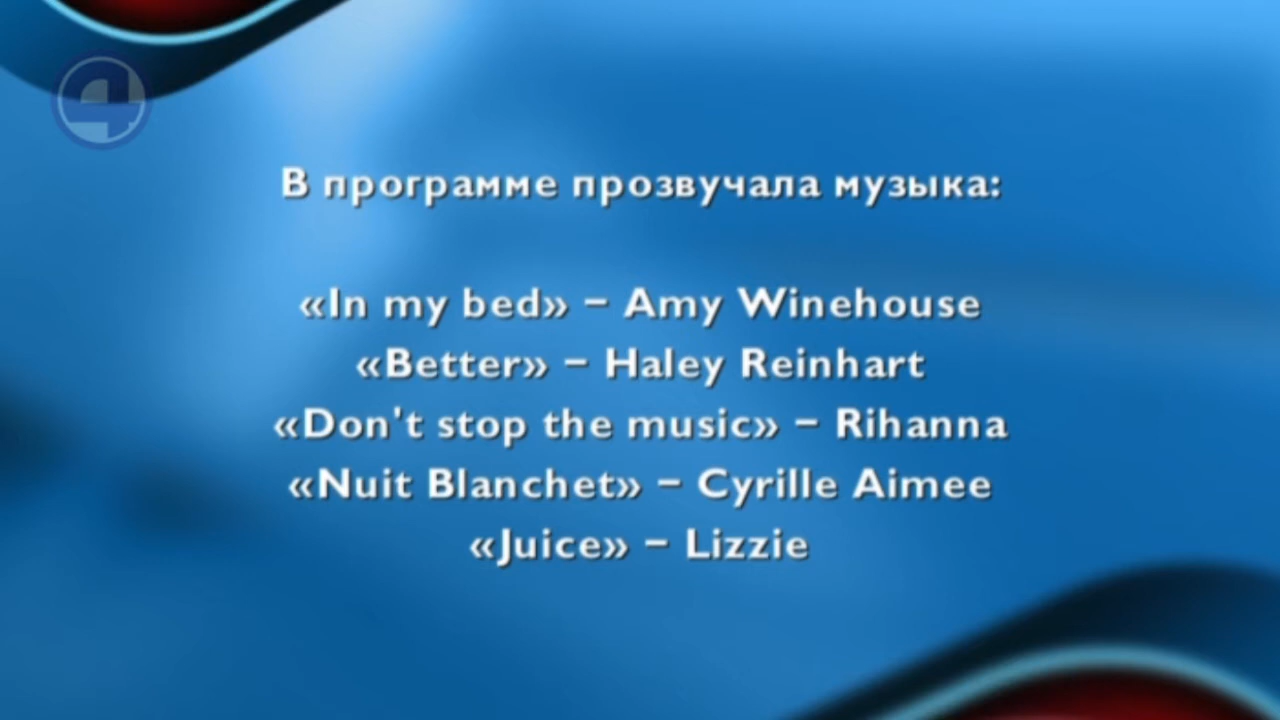 4
В программе прозвучала музыка:
«In my bed» – Amy Winehouse
«Better» – Haley Reinhart
«Don't stop the music» – Rihanna
«Nuit Blanchet» – Cyrille Aimee
«Juice» – Lizzie